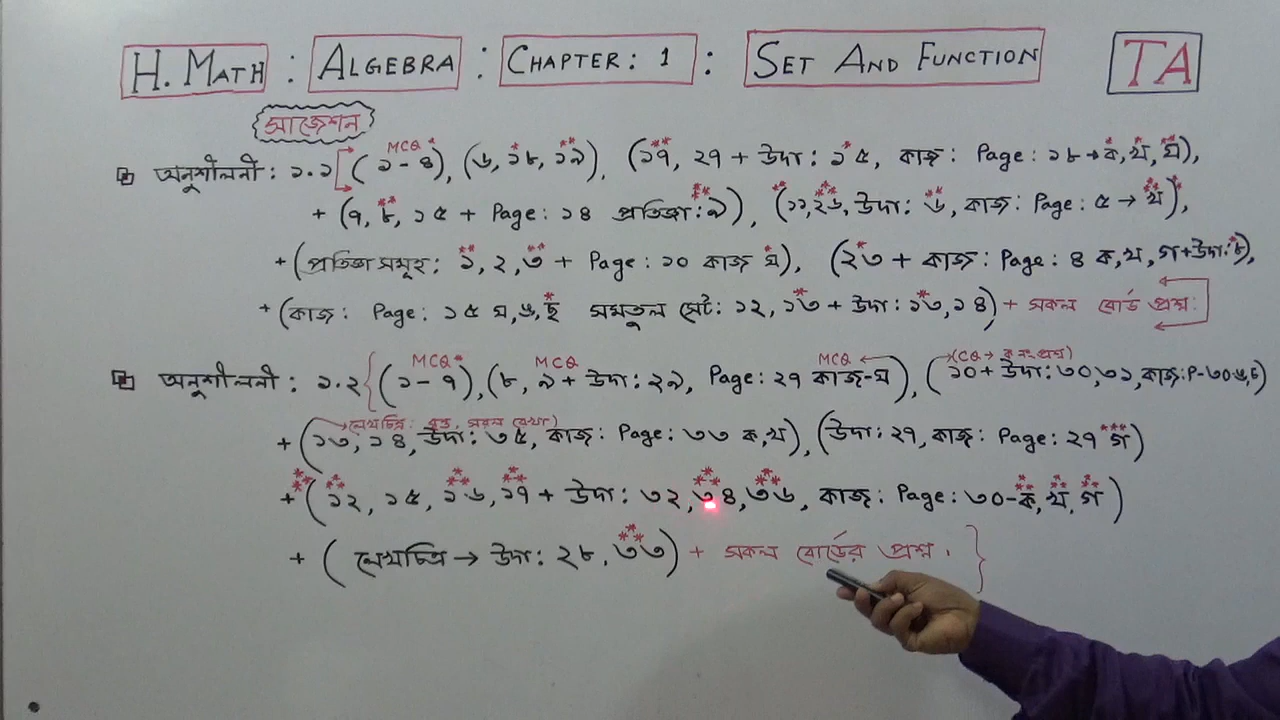 H. MATH : ALGEBRA : CHAPTER: 1 : SET AND FUNCTION TA
সাজেশন
MCQ *
অনুশীলনী: ১.১ [(১-৪), (৬, ১৮*, ১৯**), (১৭**, ২৭ + উদা: ১৫*, কাজ: Page: ১৮→ক*, খ*, ঘ**),
+ (৭, ৮**, ১৫ + Page: ১৪ প্রতিজ্ঞা: ৯**), (১১*, ২৬***, উদা: ৬**, কাজ: Page: ৫ → খ**)*,
+ (প্রতিজ্ঞা সমূহ: ১**, ২, ৩** + Page: ১০ কাজ ঘ*), (২৩* + কাজ: Page: ৪ ক,খ, গ+উদা: ৮*),
+ (কাজ: Page: ১৫ ঘ,ঙ,ছ* সমতুল সেট: ১২, ১৩* + উদা: ১৩*, ১৪) + সকল বোর্ড প্রশ্ন:
MCQ* MCQ MCQ (CQ → ক নং প্রশ্ন)
অনুশীলনী: ১.২ {(১-৭), (৮, ৯ + উদা: ২৯, Page: ২৭ কাজ-ঘ), (১০+ উদা: ৩০,৩১, কাজ: P-৩০-ঙ,চ)
লেখচিত্র: বৃত্ত, সরল রেখা)
+ (১৩, ১৪, উদা: ৩৫, কাজ: Page: ৩৩ ক,খ), (উদা: ২৭, কাজ: Page: ২৭ গ***)
***+ (১২**, ১৫, ১৬***, ১৭*** + উদা: ৩২, ৩৪***, ৩৬***, কাজ: Page: ৩০-ক***, খ***, গ***)
+ (লেখচিত্র → উদা: ২৮, ৩৩***) + সকল বোর্ডের প্রশ্ন. }